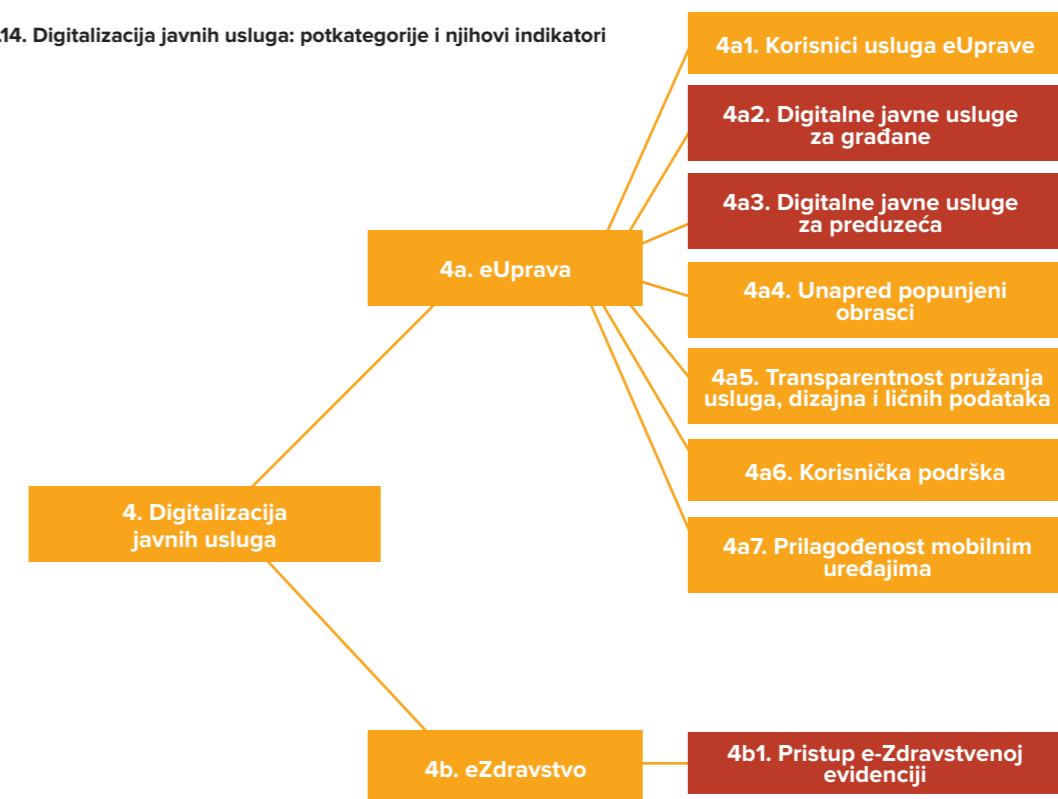 .14. Digitalizacija javnih usluga: potkategorije i njihovi indikatori
4a1. Korisnici usluga eUprave
4a2. Digitalne javne usluge
za građane
4a3. Digitalne javne usluge
za preduzeća
4a. eUprava
4a4. Unapred popunjeni
obrasci
4a5. Transparentnost pružanja
usluga, dizajna i ličnih podataka
4a6. Korisnička podrška
4. Digitalizacija
javnih usluga
4a7. Prilagođenost mobilnim
uređajima
4b. eZdravstvo
4b1. Pristup e-Zdravstvenoj
evidenciji